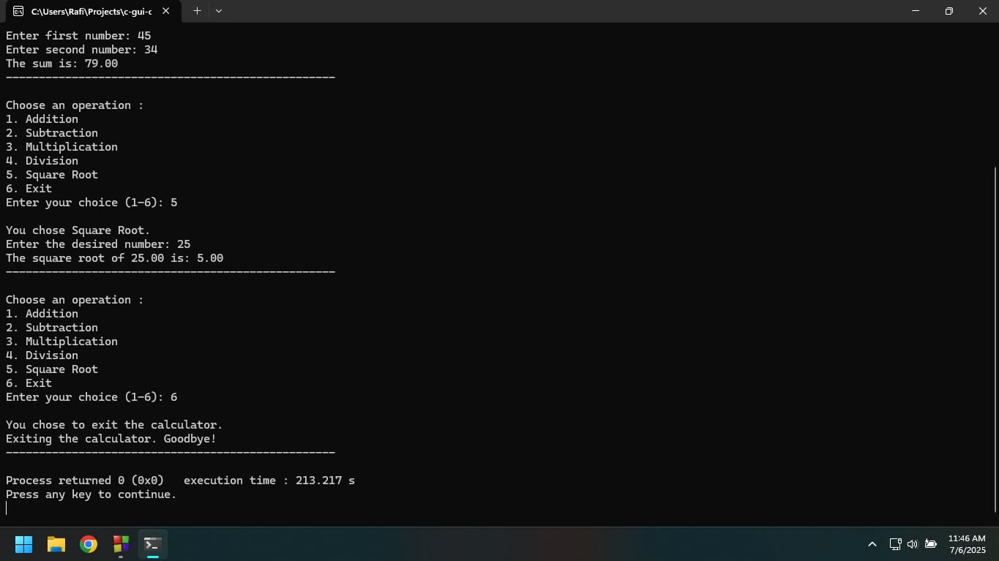 C:\Users\Rafi\Projects\c-gui-c
Enter first number: 45
Enter second number: 34
The sum is: 79.00
--------------------------------------------------
Choose an operation :
1. Addition
2. Subtraction
3. Multiplication
4. Division
5. Square Root
6. Exit
Enter your choice (1-6): 5
You chose Square Root.
Enter the desired number: 25
The square root of 25.00 is: 5.00
--------------------------------------------------
Choose an operation :
1. Addition
2. Subtraction
3. Multiplication
4. Division
5. Square Root
6. Exit
Enter your choice (1-6): 6
You chose to exit the calculator.
Exiting the calculator. Goodbye!
--------------------------------------------------
Process returned 0 (0x0)   execution time : 213.217 s
Press any key to continue.
11:46 AM
7/6/2025